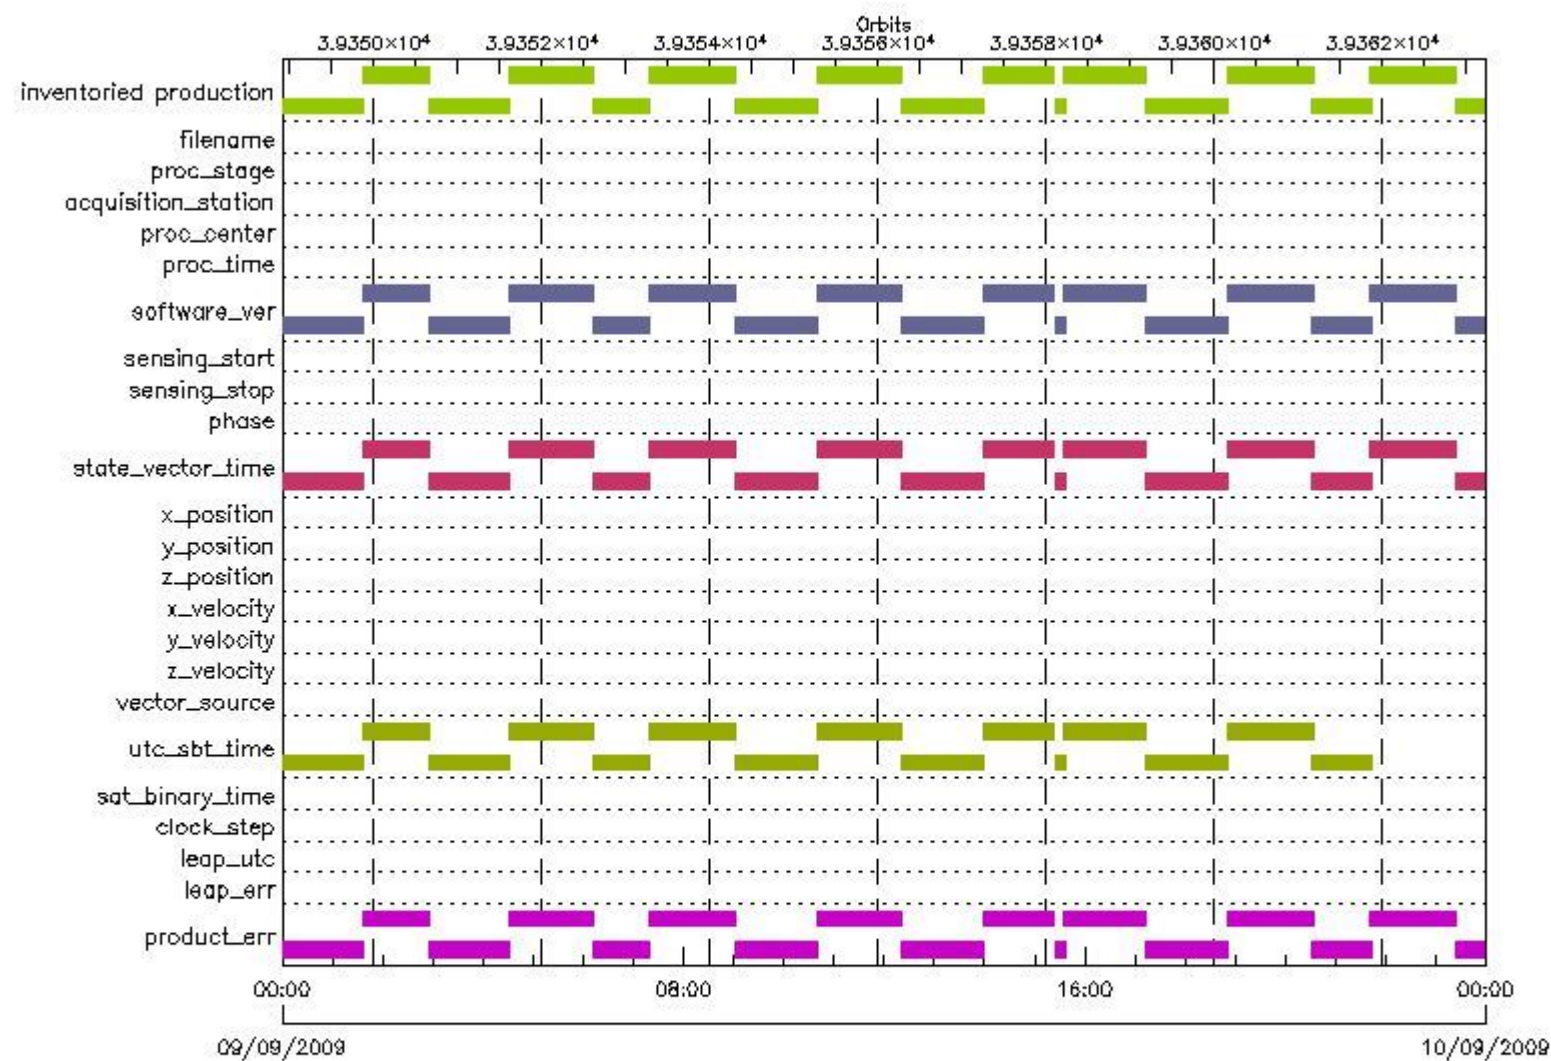 Orbits
3.9350×10⁴ 3.9352×10⁴ 3.9354×10⁴ 3.9356×10⁴ 3.9358×10⁴ 3.9360×10⁴ 3.9362×10⁴
inventoried production
filename
proc_stage
acquisition_station
proc_center
proc_time
software_ver
sensing_start
sensing_stop
phase
state_vector_time
x_position
y_position
z_position
x_velocity
y_velocity
z_velocity
vector_source
utc_sbt_time
sat_binary_time
clock_step
leap_utc
leap_err
product_err
00:00 08:00 16:00 00:00
09/09/2009 10/09/2009